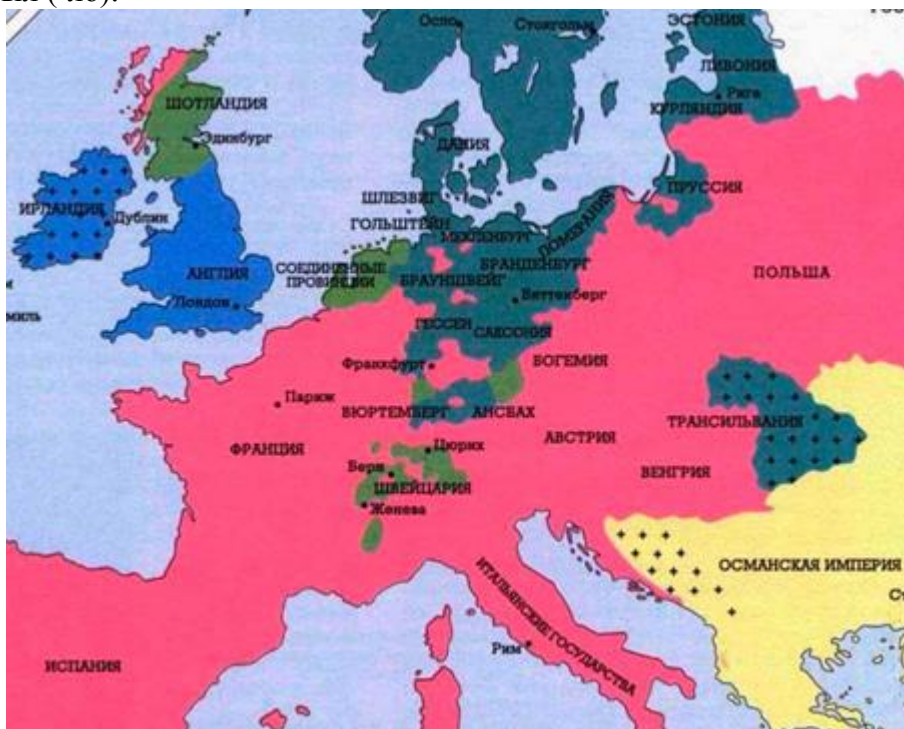 Осло
Стокгольм
ЭСТОНИЯ
ЛИВОНИЯ
Рига
КУРЛЯНДИЯ
ШОТЛАНДИЯ
Эдинбург
ДАНИЯ
ПРУССИЯ
ШЛЕЗВИГ
ИРЛАНДИЯ
Дублин
ГОЛЬШТЕЙН
МЕКЛЕНБУРГ
ПОМЕРАНИЯ
АНГЛИЯ
СОЕДИНЕННЫЕ
ПРОВИНЦИИ
БРАНДЕНБУРГ
БРАУНШВЕЙГ
ПОЛЬША
Лондон
Виттенберг
миль
ГЕССЕН
САКСОНИЯ
Франкфурт
БОГЕМИЯ
Париж
ВЮРТЕМБЕРГ
АНСБАХ
ТРАНСИЛЬВАНИЯ
АВСТРИЯ
ФРАНЦИЯ
Цюрих
Берн
ВЕНГРИЯ
ШВЕЙЦАРИЯ
Женева
ОСМАНСКАЯ ИМПЕРИЯ
ИТАЛЬЯНСКИЕ ГОСУДАРСТВА
Рим
ИСПАНИЯ